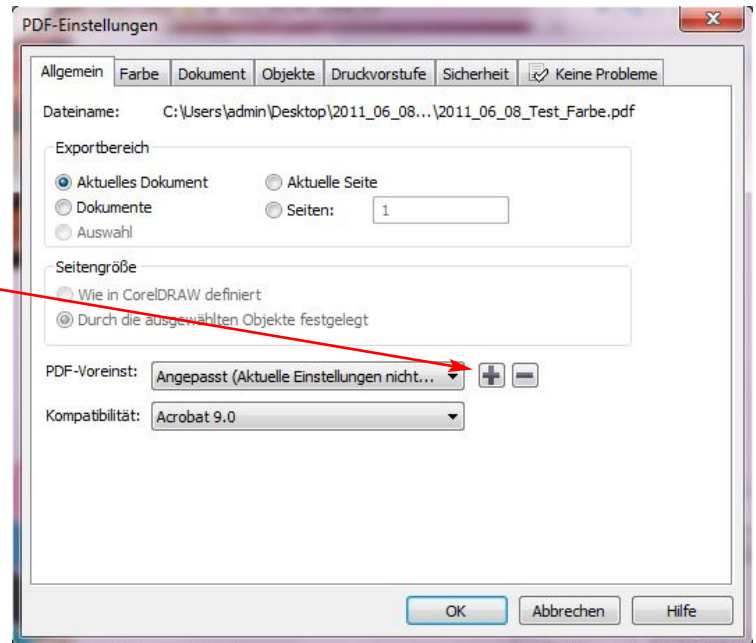 PDF-Einstellungen
Allgemein Farbe Dokument Objekte Druckvorstufe Sicherheit Keine Probleme
Dateiname: C:\Users\admin\Desktop\2011_06_08...\2011_06_08_Test_Farbe.pdf
Exportbereich
Aktuelles Dokument Aktuelle Seite
Dokumente Seiten: 1
Auswahl
Seitengröße
Wie in CorelDRAW definiert
Durch die ausgewählten Objekte festgelegt
PDF-Voreinst: Angepasst (Aktuelle Einstellungen nicht...
Kompatibilität: Acrobat 9.0
OK Abbrechen Hilfe